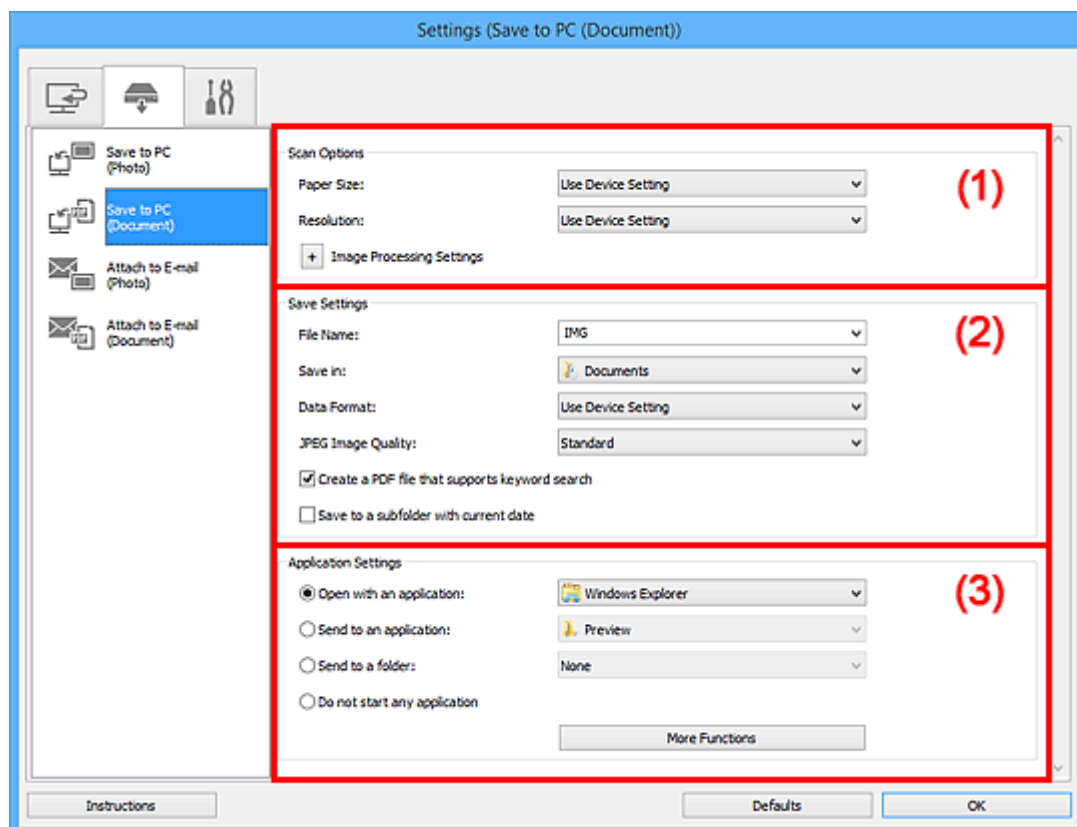 Settings (Save to PC (Document))
Save to PC
(Photo)
Save to PC
(Document)
Attach to E-mail
(Photo)
Attach to E-mail
(Document)
Scan Options
(1)
Paper Size: Use Device Setting
Resolution: Use Device Setting
+ Image Processing Settings
Save Settings
(2)
File Name: IMG
Save in: Documents
Data Format: Use Device Setting
JPEG Image Quality: Standard
Create a PDF file that supports keyword search
Save to a subfolder with current date
Application Settings
(3)
Open with an application: Windows Explorer
Send to an application: Preview
Send to a folder: None
Do not start any application
More Functions
Instructions Defaults OK